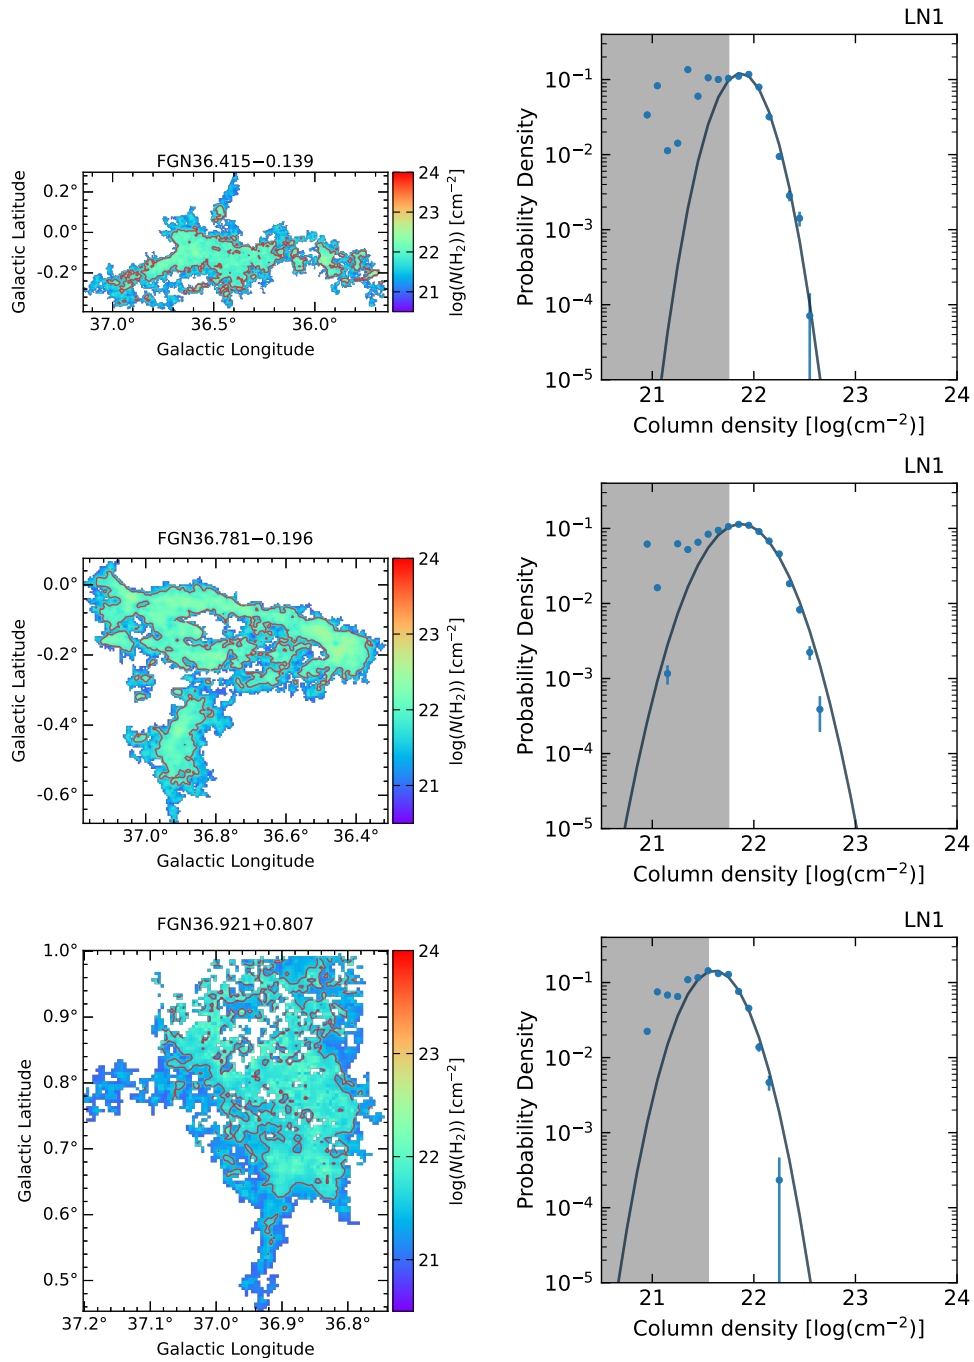 LN1
FGN36.415−0.139
Galactic Latitude
0.2°
0.0°
-0.2°
37.0° 36.5° 36.0°
Galactic Longitude
24
23
22
21
log(N(H2)) [cm−2]
Probability Density
10−1
10−2
10−3
10−4
10−5
21 22 23 24
Column density [log(cm−2)]
LN1
FGN36.781−0.196
Galactic Latitude
0.0°
-0.2°
-0.4°
-0.6°
37.0° 36.8° 36.6° 36.4°
Galactic Longitude
24
23
22
21
log(N(H2)) [cm−2]
Probability Density
10−1
10−2
10−3
10−4
10−5
21 22 23 24
Column density [log(cm−2)]
LN1
FGN36.921+0.807
Galactic Latitude
1.0°
0.9°
0.8°
0.7°
0.6°
0.5°
37.2° 37.1° 37.0° 36.9° 36.8°
Galactic Longitude
24
23
22
21
log(N(H2)) [cm−2]
Probability Density
10−1
10−2
10−3
10−4
10−5
21 22 23 24
Column density [log(cm−2)]